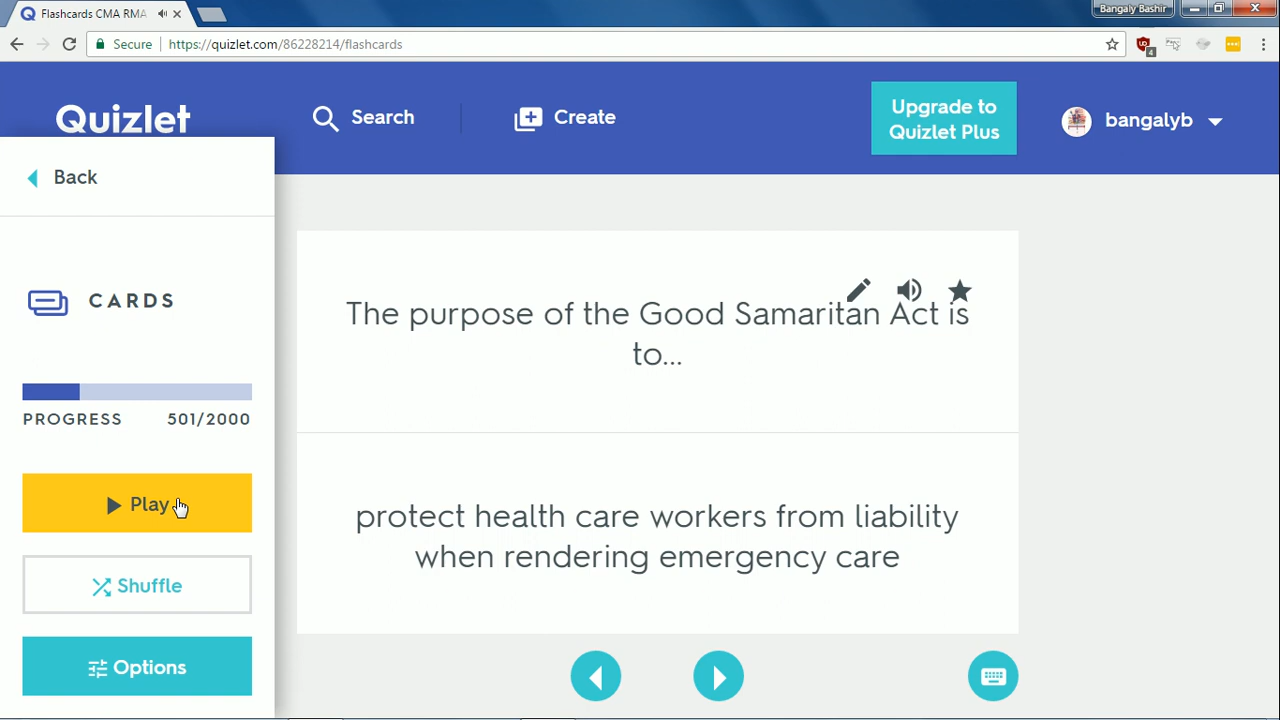 Flashcards CMA RMA
Bangaly Bashir
Secure
https://quizlet.com/86228214/flashcards
4
Quizlet
Search
Create
Upgrade to
Quizlet Plus
bangalyb
Back
CARDS
PROGRESS 501/2000
Play
Shuffle
Options
The purpose of the Good Samaritan Act is
to...
protect health care workers from liability
when rendering emergency care